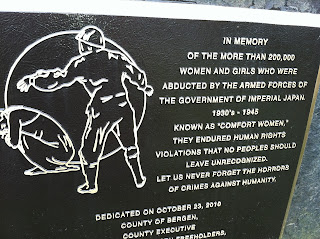 IN MEMORY
OF THE MORE THAN 200,000
WOMEN AND GIRLS WHO WERE
ABDUCTED BY THE ARMED FORCES OF
THE GOVERNMENT OF IMPERIAL JAPAN.
1930's - 1945
KNOWN AS "COMFORT WOMEN,"
THEY ENDURED HUMAN RIGHTS
VIOLATIONS THAT NO PEOPLES SHOULD
LEAVE UNRECOGNIZED.
LET US NEVER FORGET THE HORRORS
OF CRIMES AGAINST HUMANITY.
DEDICATED ON OCTOBER 23, 2010
COUNTY OF BERGEN,
COUNTY EXECUTIVE
FREEHOLDERS,